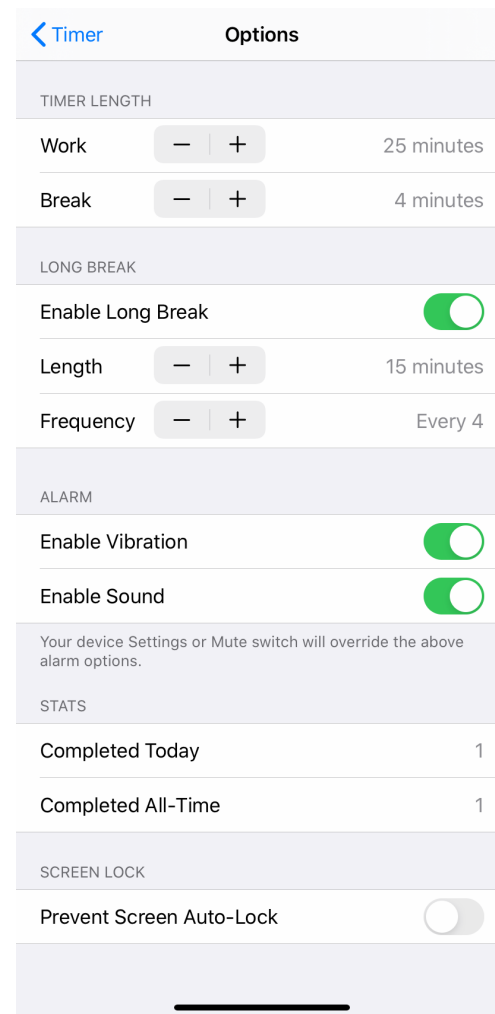 Timer Options
TIMER LENGTH
Work − + 25 minutes
Break − + 4 minutes
LONG BREAK
Enable Long Break
Length − + 15 minutes
Frequency − + Every 4
ALARM
Enable Vibration
Enable Sound
Your device Settings or Mute switch will override the above
alarm options.
STATS
Completed Today 1
Completed All-Time 1
SCREEN LOCK
Prevent Screen Auto-Lock